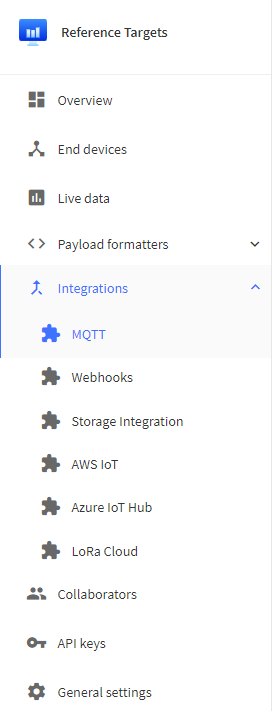 Reference Targets
Overview
End devices
Live data
Payload formatters
Integrations
MQTT
Webhooks
Storage Integration
AWS IoT
Azure IoT Hub
LoRa Cloud
Collaborators
API keys
General settings